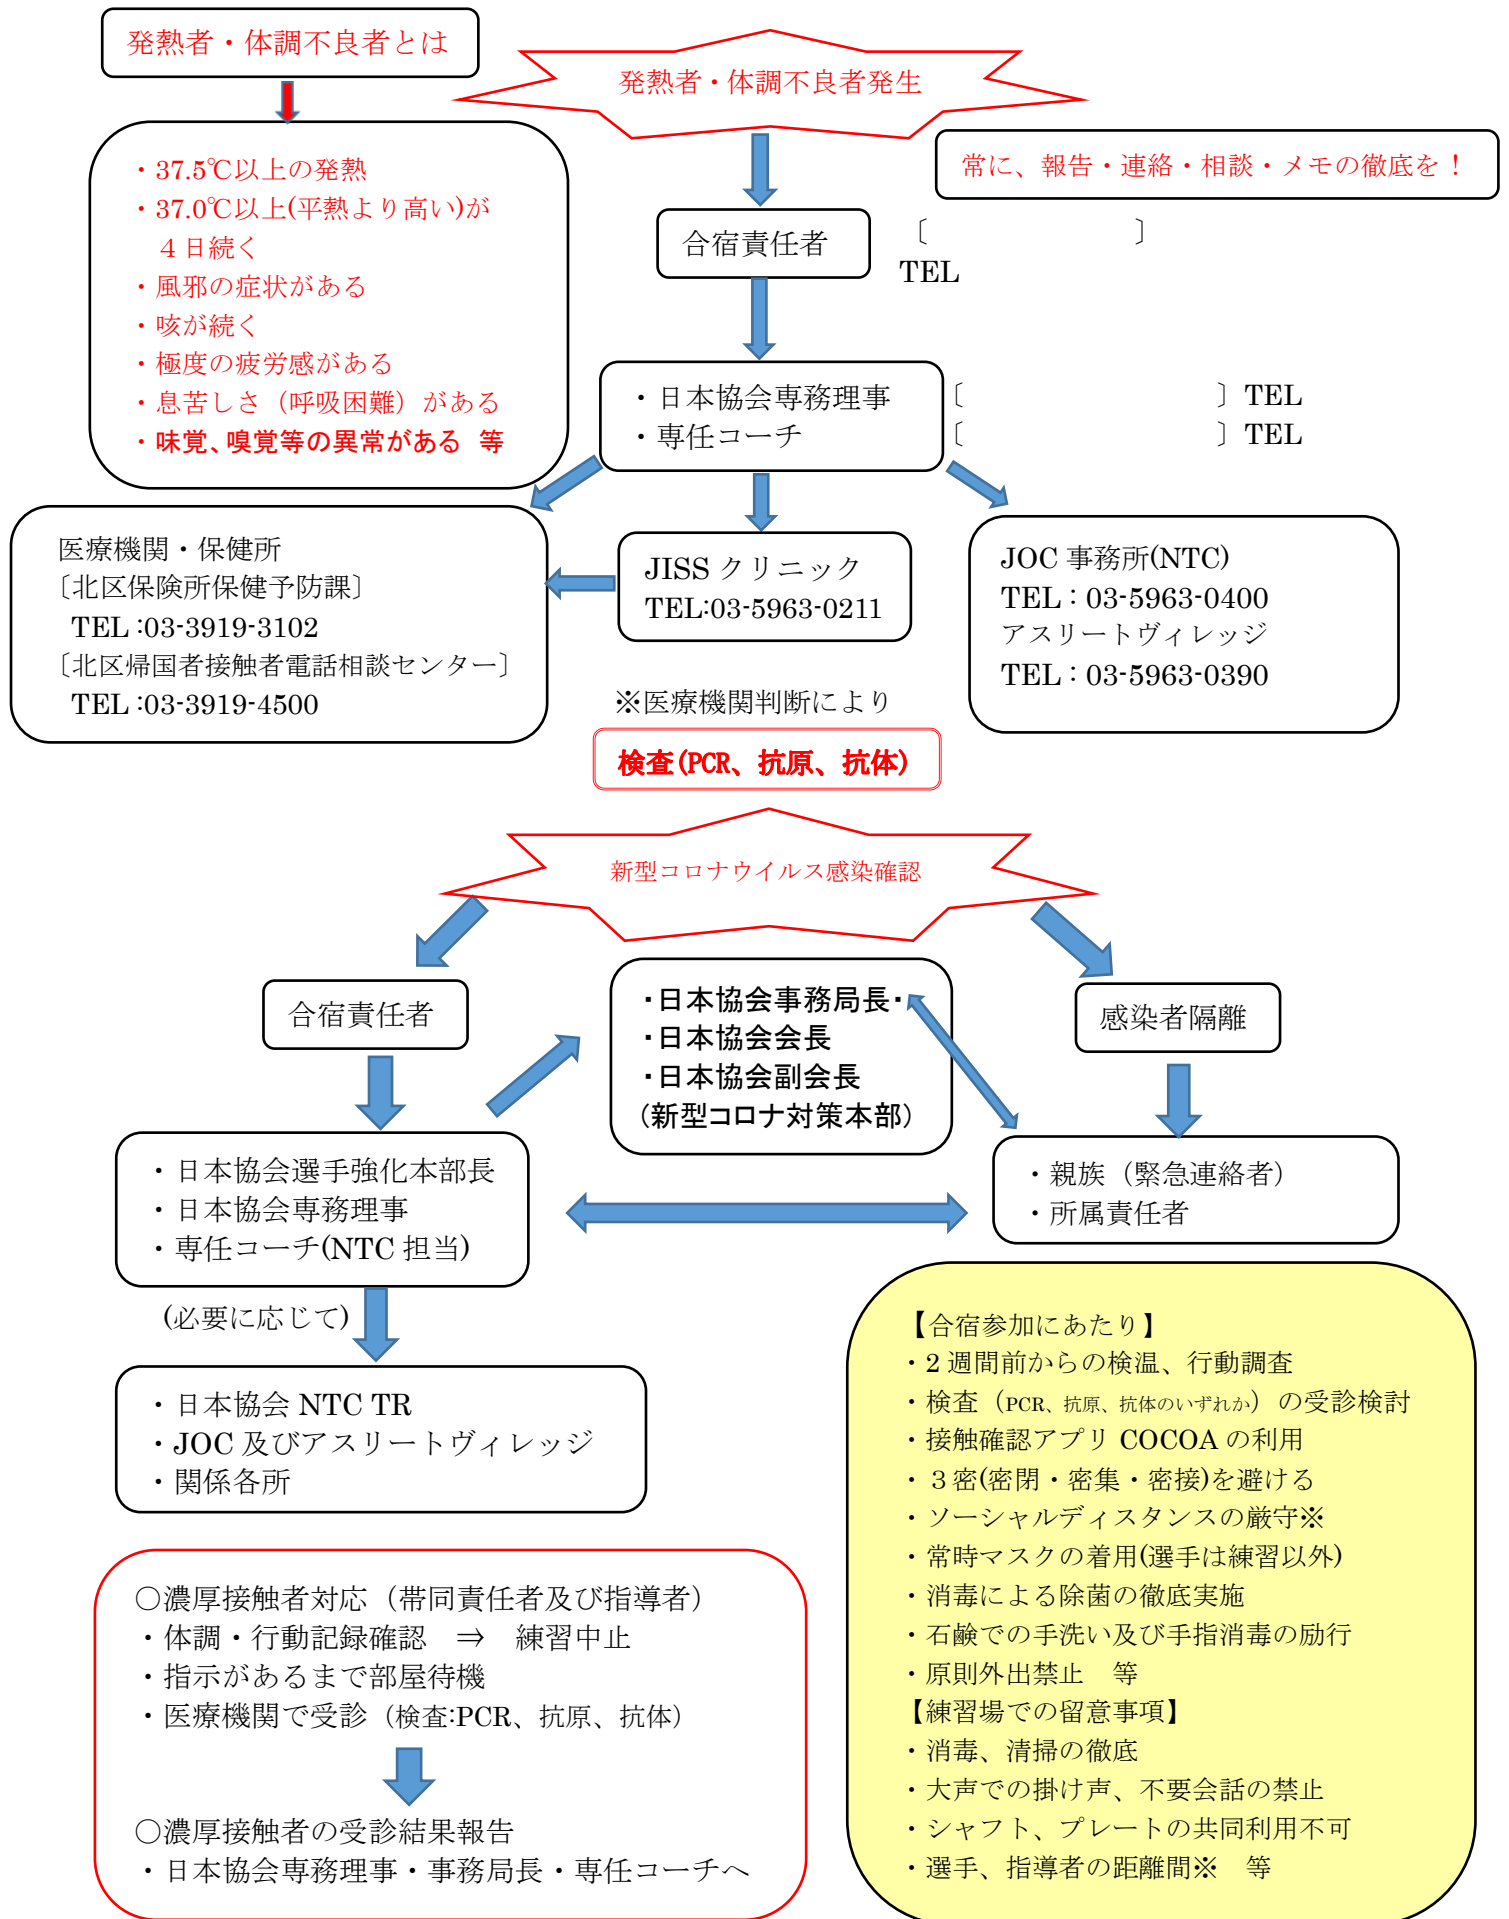 発熱者・体調不良者とは
発熱者・体調不良者発生
常に、報告・連絡・相談・メモの徹底を！
・37.5℃以上の発熱
・37.0℃以上(平熱より高い)が
４日続く
・風邪の症状がある
・咳が続く
・極度の疲労感がある
・息苦しさ（呼吸困難）がある
・味覚、嗅覚等の異常がある　等
合宿責任者　〔　　　　　　　〕
TEL
・日本協会専務理事　〔　　　　　　　　　〕TEL
・専任コーチ　〔　　　　　　　　　〕TEL
医療機関・保健所
〔北区保険所保健予防課〕
TEL:03-3919-3102
〔北区帰国者接触者電話相談センター〕
TEL:03-3919-4500
JISS クリニック
TEL:03-5963-0211
JOC 事務所(NTC)
TEL：03-5963-0400
アスリートヴィレッジ
TEL：03-5963-0390
※医療機関判断により
検査(PCR、抗原、抗体)
新型コロナウイルス感染確認
合宿責任者
・日本協会事務局長・
・日本協会会長
・日本協会副会長
（新型コロナ対策本部）
感染者隔離
・日本協会選手強化本部長
・日本協会専務理事
・専任コーチ(NTC 担当)
・親族（緊急連絡者）
・所属責任者
(必要に応じて)
・日本協会 NTC TR
・JOC 及びアスリートヴィレッジ
・関係各所
○濃厚接触者対応（帯同責任者及び指導者）
・体調・行動記録確認　⇒　練習中止
・指示があるまで部屋待機
・医療機関で受診（検査:PCR、抗原、抗体）
○濃厚接触者の受診結果報告
・日本協会専務理事・事務局長・専任コーチへ
【合宿参加にあたり】
・2 週間前からの検温、行動調査
・検査（PCR、抗原、抗体のいずれか）の受診検討
・接触確認アプリ COCOA の利用
・３密(密閉・密集・密接)を避ける
・ソーシャルディスタンスの厳守※
・常時マスクの着用(選手は練習以外)
・消毒による除菌の徹底実施
・石鹸での手洗い及び手指消毒の励行
・原則外出禁止　等
【練習場での留意事項】
・消毒、清掃の徹底
・大声での掛け声、不要会話の禁止
・シャフト、プレートの共同利用不可
・選手、指導者の距離間※　等